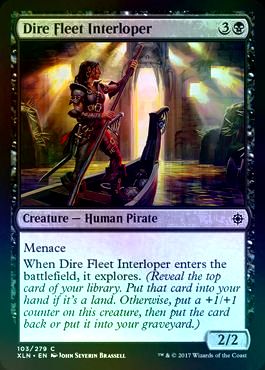 Dire Fleet Interloper 3
Creature — Human Pirate
Menace
When Dire Fleet Interloper enters the
battlefield, it explores. (Reveal the top
card of your library. Put that card into your
hand if it's a land. Otherwise, put a +1/+1
counter on this creature, then put the card
back or put it into your graveyard.)
2/2
103/279 C
XLN • EN John Severin Brassell
™ & © 2017 Wizards of the Coast